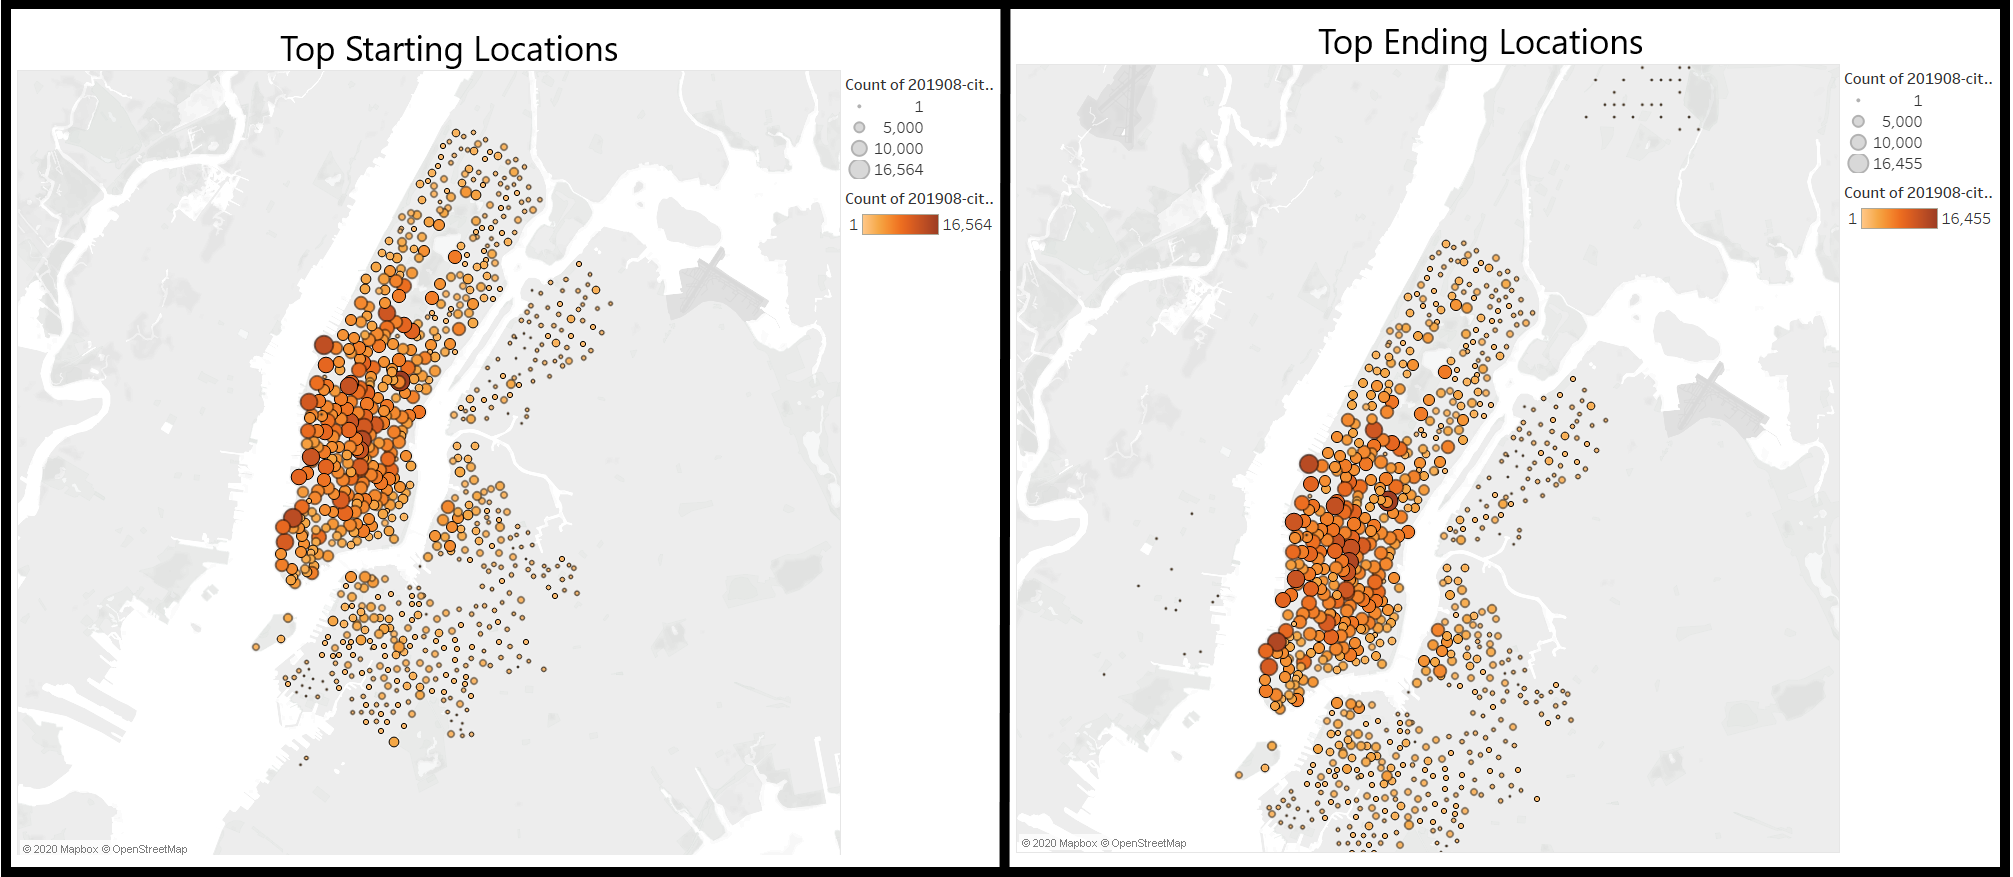 Top Starting Locations
Count of 201908-cit..
1
5,000
10,000
16,564
Count of 201908-cit..
1 16,564
© 2020 Mapbox © OpenStreetMap
Top Ending Locations
Count of 201908-cit..
1
5,000
10,000
16,455
Count of 201908-cit..
1 16,455
© 2020 Mapbox © OpenStreetMap